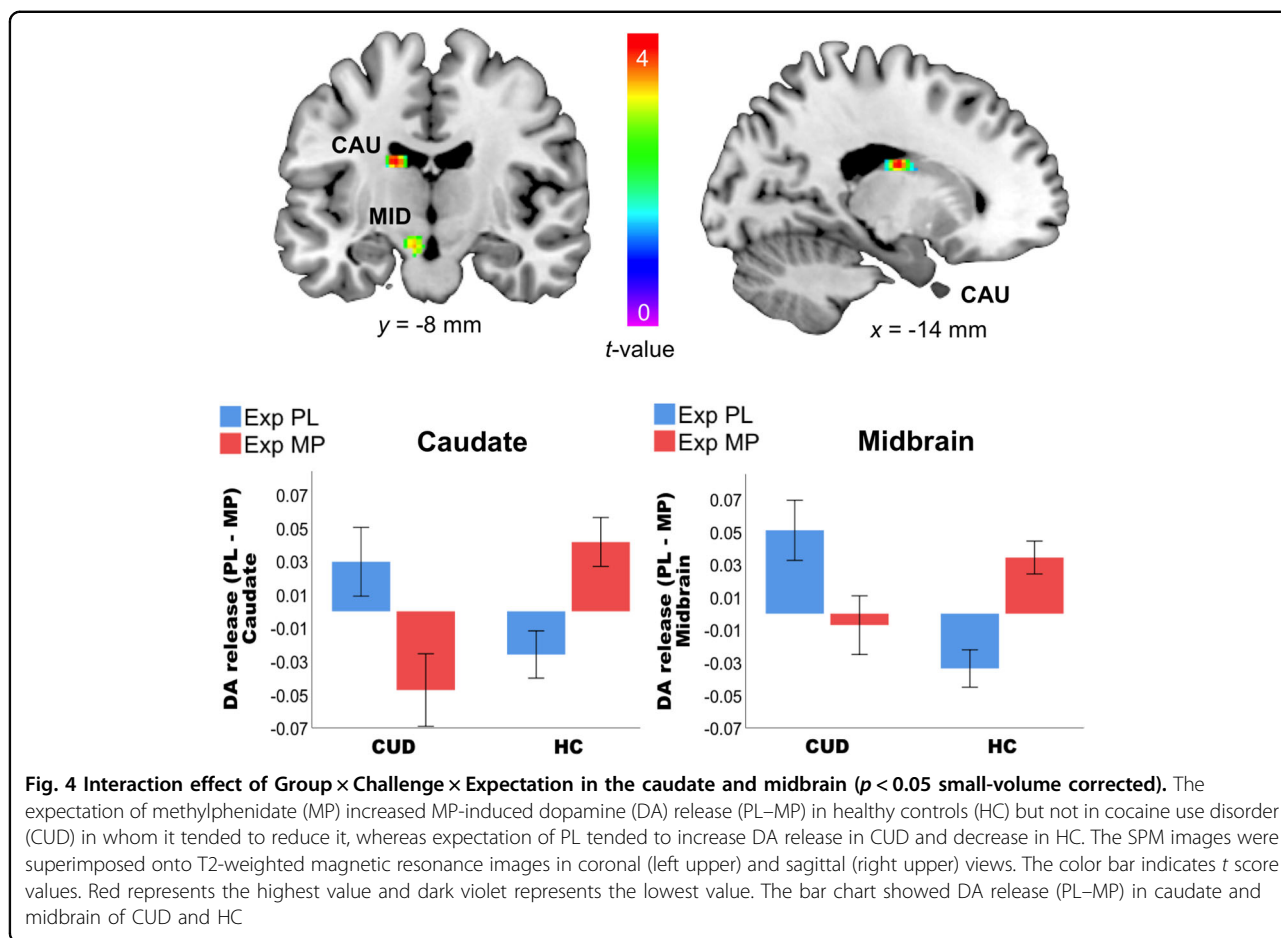 CAU
MID
y = -8 mm
4
0
t-value
CAU
x = -14 mm
Exp PL
Exp MP
Caudate
DA release (PL - MP)
Caudate
0.07
0.05
0.03
0.01
-0.01
-0.03
-0.05
-0.07
CUD
HC
Exp PL
Exp MP
Midbrain
DA release (PL - MP)
Midbrain
0.07
0.05
0.03
0.01
-0.01
-0.03
-0.05
-0.07
CUD
HC
Fig. 4 Interaction effect of Group × Challenge × Expectation in the caudate and midbrain (p < 0.05 small-volume corrected). The
expectation of methylphenidate (MP) increased MP-induced dopamine (DA) release (PL–MP) in healthy controls (HC) but not in cocaine use disorder
(CUD) in whom it tended to reduce it, whereas expectation of PL tended to increase DA release in CUD and decrease in HC. The SPM images were
superimposed onto T2-weighted magnetic resonance images in coronal (left upper) and sagittal (right upper) views. The color bar indicates t score
values. Red represents the highest value and dark violet represents the lowest value. The bar chart showed DA release (PL–MP) in caudate and
midbrain of CUD and HC